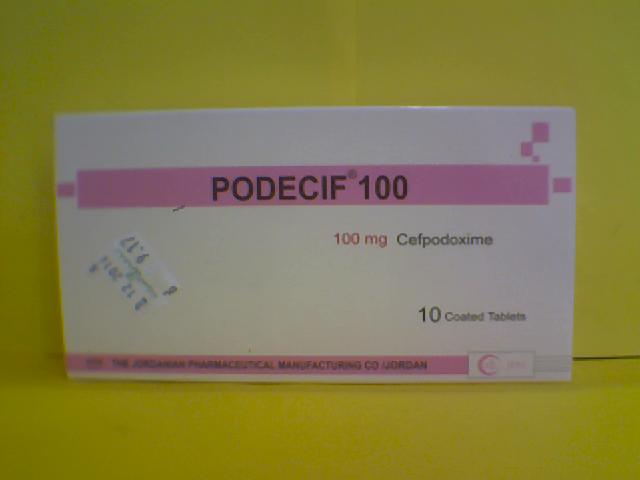 PODECIF® 100
100 mg Cefpodoxime
10 Coated Tablets
THE JORDANIAN PHARMACEUTICAL MANUFACTURING CO /JORDAN